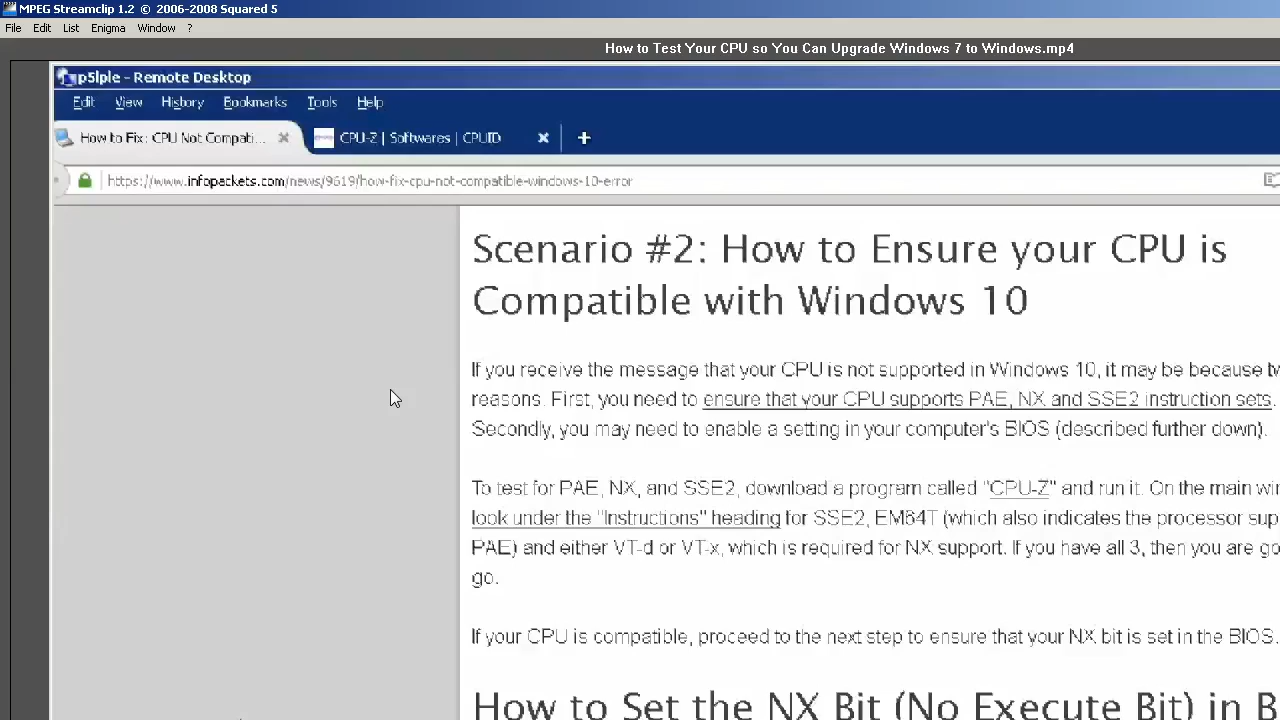 MPEG Streamclip 1.2 © 2006-2008 Squared 5
File Edit List Enigma Window ?
How to Test Your CPU so You Can Upgrade Windows 7 to Windows.mp4
p5lple - Remote Desktop
Edit View History Bookmarks Tools Help
How to Fix: CPU Not Compati... CPU-Z | Softwares | CPUID
https://www.infopackets.com/news/9619/how-fix-cpu-not-compatible-windows-10-error
Scenario #2: How to Ensure your CPU is
Compatible with Windows 10
If you receive the message that your CPU is not supported in Windows 10, it may be because
reasons. First, you need to ensure that your CPU supports PAE, NX and SSE2 instruction sets.
Secondly, you may need to enable a setting in your computer's BIOS (described further down).
To test for PAE, NX, and SSE2, download a program called "CPU-Z" and run it. On the main
look under the "Instructions" heading for SSE2, EM64T (which also indicates the processor
PAE) and either VT-d or VT-x, which is required for NX support. If you have all 3, then you are
go.
If your CPU is compatible, proceed to the next step to ensure that your NX bit is set in the BIOS.
How to Set the NX Bit (No Execute Bit) in